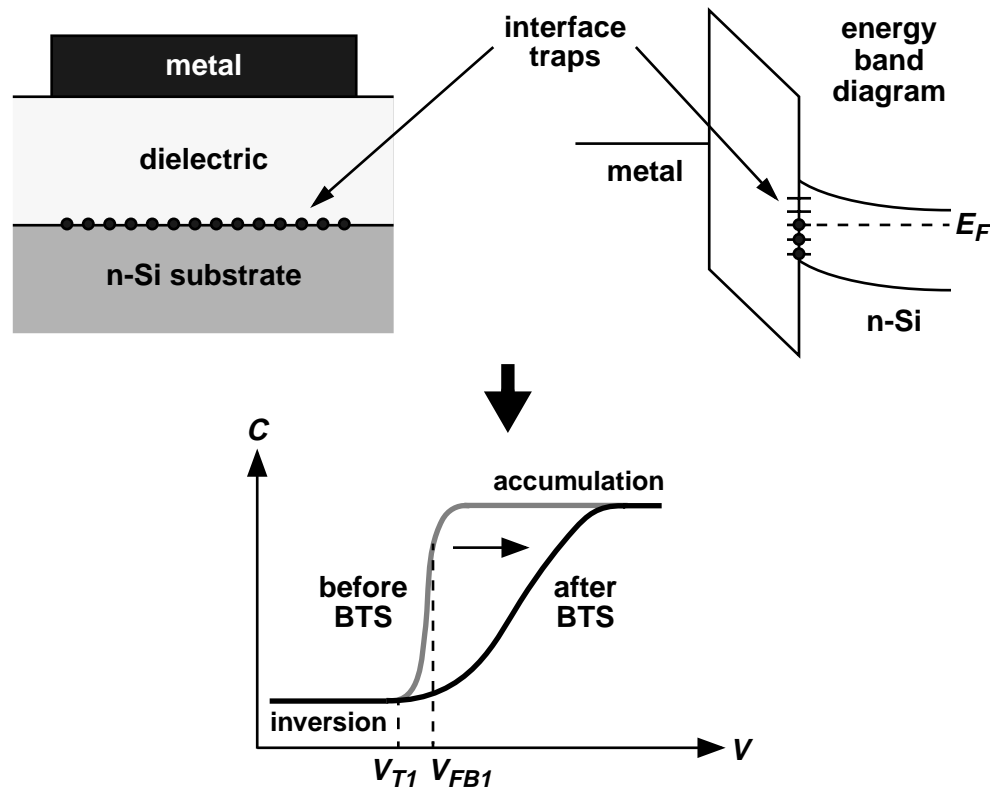 metal
dielectric
n-Si substrate
interface
traps
energy
band
diagram
metal
E_F
n-Si
C
accumulation
before
BTS
after
BTS
inversion
V_T1
V_FB1
V